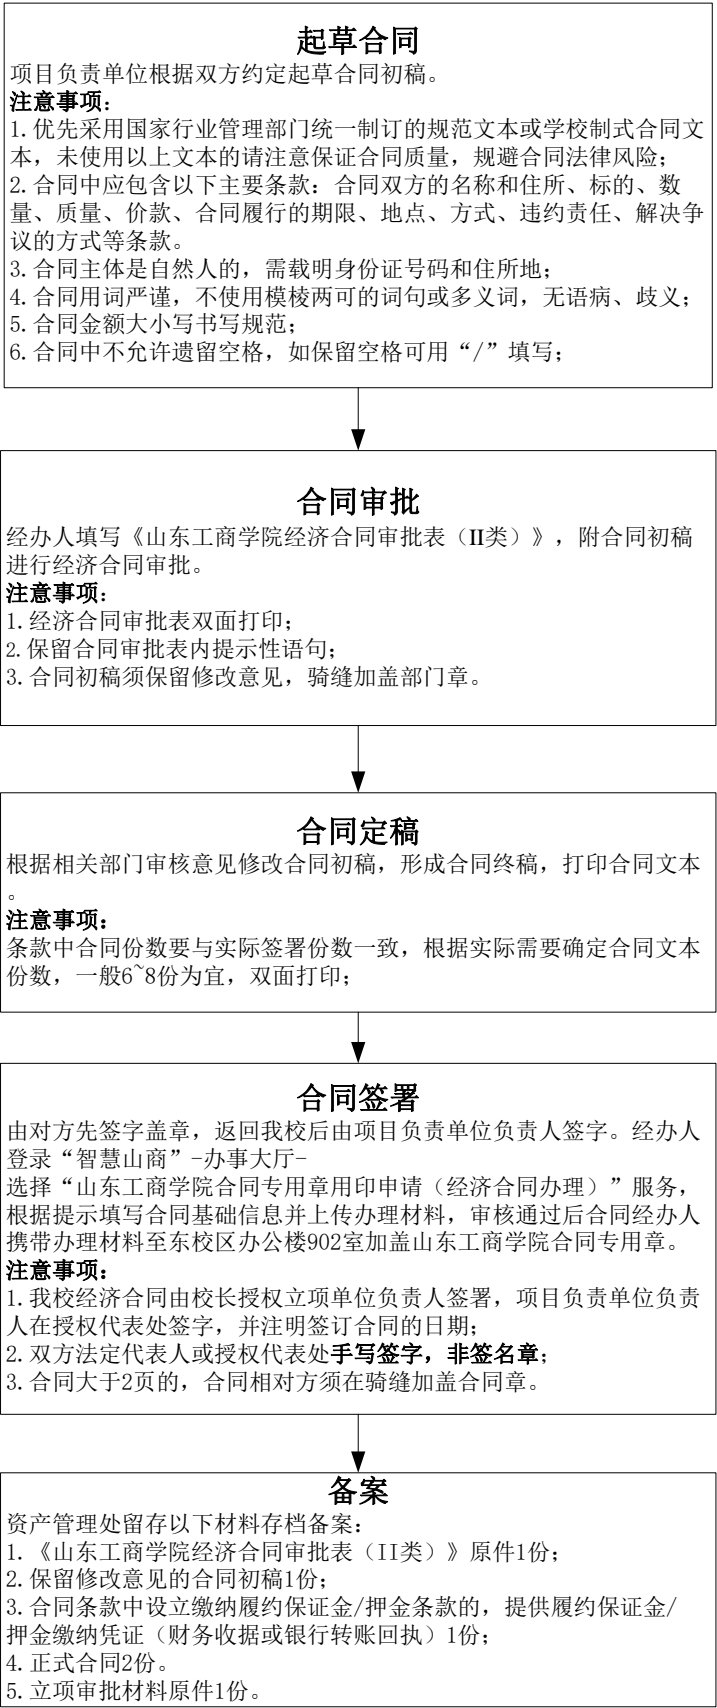 起草合同
项目负责单位根据双方约定起草合同初稿。
注意事项：
1.优先采用国家行业管理部门统一制订的规范文本或学校制式合同文
本，未使用以上文本的请注意保证合同质量，规避合同法律风险；
2.合同中应包含以下主要条款：合同双方的名称和住所、标的、数
量、质量、价款、合同履行的期限、地点、方式、违约责任、解决争
议的方式等条款。
3.合同主体是自然人的，需载明身份证号码和住所地；
4.合同用词严谨，不使用模棱两可的词句或多义词，无语病、歧义；
5.合同金额大小写书写规范；
6.合同中不允许遗留空格，如保留空格可用“/”填写；
合同审批
经办人填写《山东工商学院经济合同审批表（II类）》，附合同初稿
进行经济合同审批。
注意事项：
1.经济合同审批表双面打印；
2.保留合同审批表内提示性语句；
3.合同初稿须保留修改意见，骑缝加盖部门章。
合同定稿
根据相关部门审核意见修改合同初稿，形成合同终稿，打印合同文本
。
注意事项：
条款中合同份数要与实际签署份数一致，根据实际需要确定合同文本
份数，一般6~8份为宜，双面打印；
合同签署
由对方先签字盖章，返回我校后由项目负责单位负责人签字。经办人
登录“智慧山商”-办事大厅-
选择“山东工商学院合同专用章用印申请（经济合同办理）”服务，
根据提示填写合同基础信息并上传办理材料，审核通过后合同经办人
携带办理材料至东校区办公楼902室加盖山东工商学院合同专用章。
注意事项：
1.我校经济合同由校长授权立项单位负责人签署，项目负责单位负责
人在授权代表处签字，并注明签订合同的日期；
2.双方法定代表人或授权代表处手写签字，非签名章；
3.合同大于2页的，合同相对方须在骑缝加盖合同章。
备案
资产管理处留存以下材料存档备案：
1.《山东工商学院经济合同审批表（II类）》原件1份；
2.保留修改意见的合同初稿1份；
3.合同条款中设立缴纳履约保证金/押金条款的，提供履约保证金/
押金缴纳凭证（财务收据或银行转账回执）1份；
4.正式合同2份。
5.立项审批材料原件1份。